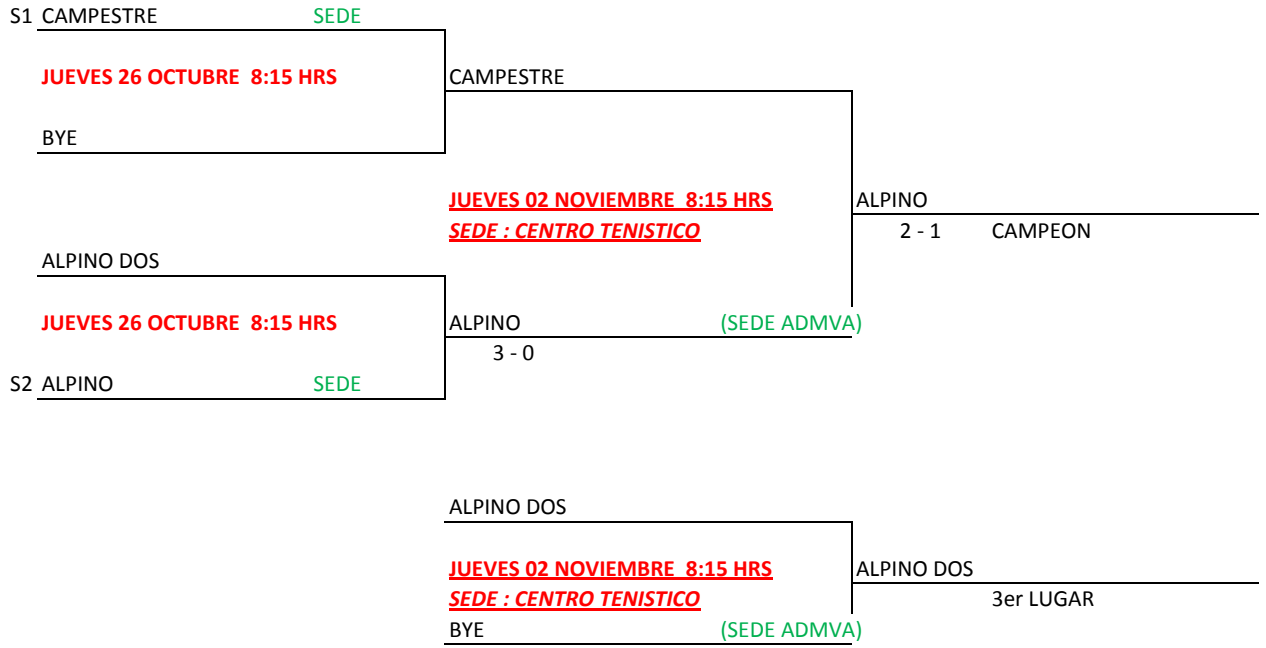 S1 CAMPESTRE SEDE
JUEVES 26 OCTUBRE 8:15 HRS CAMPESTRE
BYE
JUEVES 02 NOVIEMBRE 8:15 HRS ALPINO
SEDE : CENTRO TENISTICO 2 - 1 CAMPEON
ALPINO DOS
JUEVES 26 OCTUBRE 8:15 HRS ALPINO (SEDE ADMVA)
3 - 0
S2 ALPINO SEDE
ALPINO DOS
JUEVES 02 NOVIEMBRE 8:15 HRS ALPINO DOS
SEDE : CENTRO TENISTICO 3er LUGAR
BYE (SEDE ADMVA)